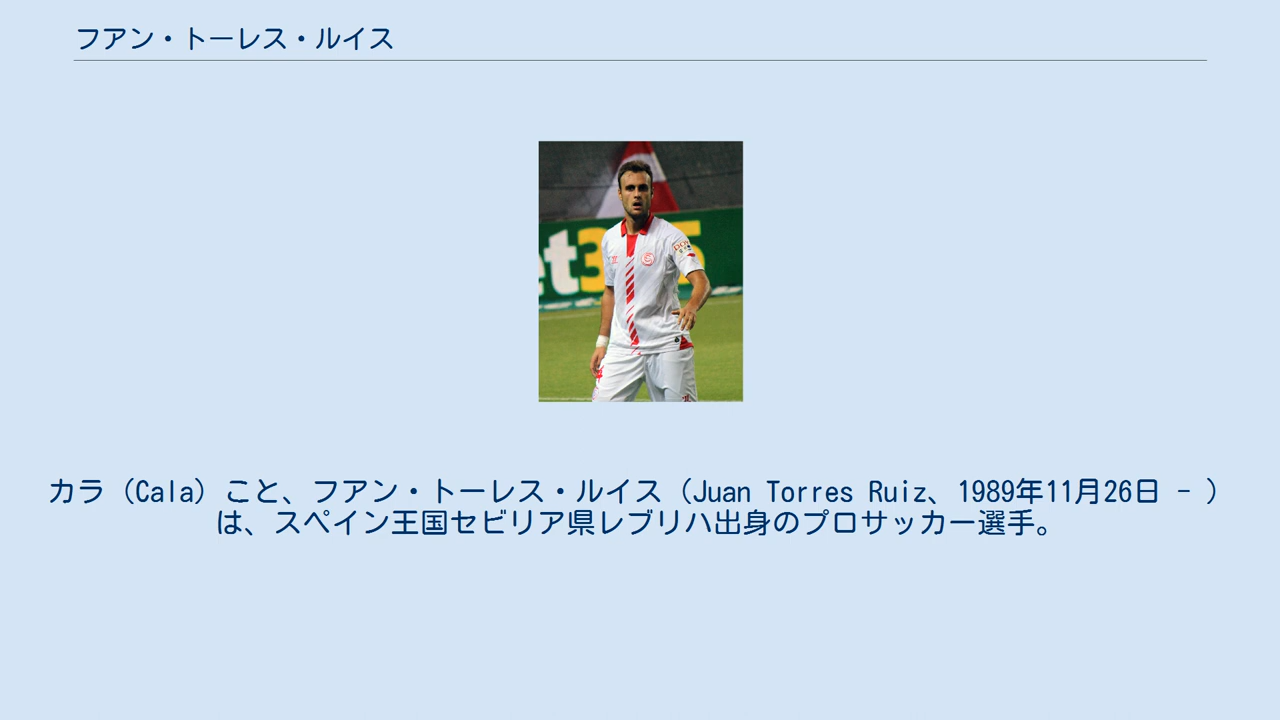 フアン・トーレス・ルイス
et365
カラ（Cala）こと、フアン・トーレス・ルイス（Juan Torres Ruiz、1989年11月26日 - ）
は、スペイン王国セビリア県レブリハ出身のプロサッカー選手。